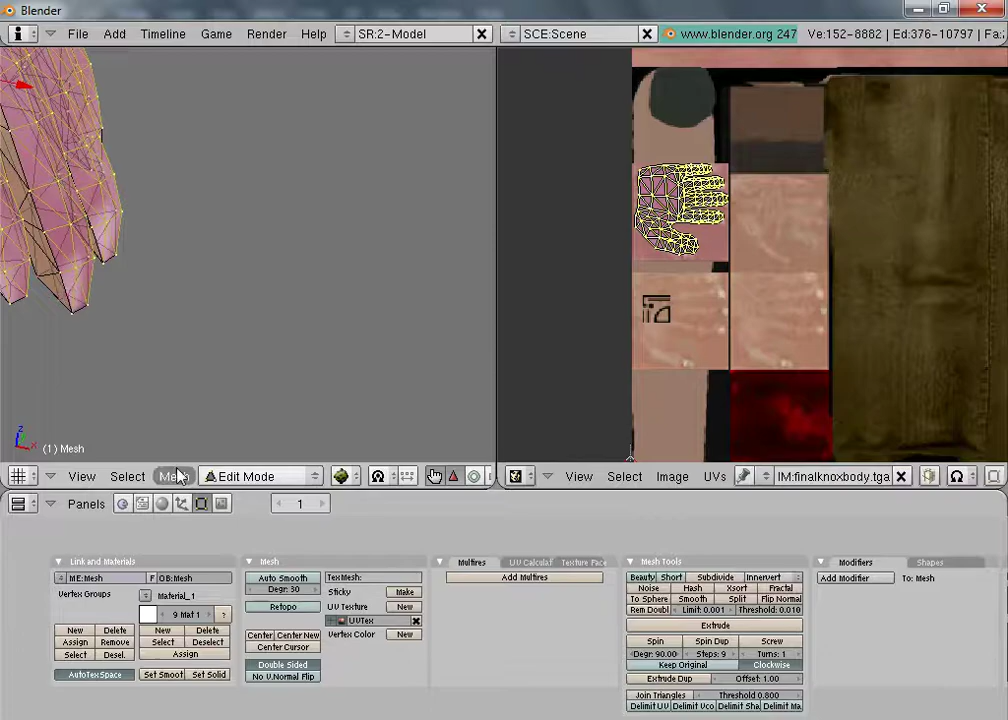 Blender
File Add Timeline Game Render Help SR:2-Model SCE:Scene www.blender.org 247 Ve:152-8882 | Ed:376-10797 | Fa:
z
x
(1) Mesh
View Select Mesh Edit Mode View Select Image UVs IM:finalknoxbody.tga
Panels 1
Link and Materials
ME:Mesh F OB:Mesh
Vertex Groups
Material_1
9 Mat 1 ?
New Delete New Delete
Assign Remove Select Deselect
Select Desel. Assign
AutoTexSpace Set Smoot Set Solid
Mesh
Auto Smooth
Degr: 30
Retopo
Center Center New
Center Cursor
Double Sided
No V.Normal Flip
TexMesh:
Sticky Make
UV Texture New
UVTex
Vertex Color New
Multires UV Calculat Texture Face
Add Multires
Mesh Tools
Beauty Short Subdivide Innervert
Noise Hash Xsort Fractal
To Sphere Smooth Split Flip Normal
Rem Doubl Limit: 0.001 Threshold: 0.010
Extrude
Spin Spin Dup Screw
Degr: 90.00 Steps: 9 Turns: 1
Keep Original Clockwise
Extrude Dup Offset: 1.00
Join Triangles Threshold 0.800
Delimit UV Delimit Vco Delimit Sha Delimit Ma
Modifiers Shapes
Add Modifier To: Mesh